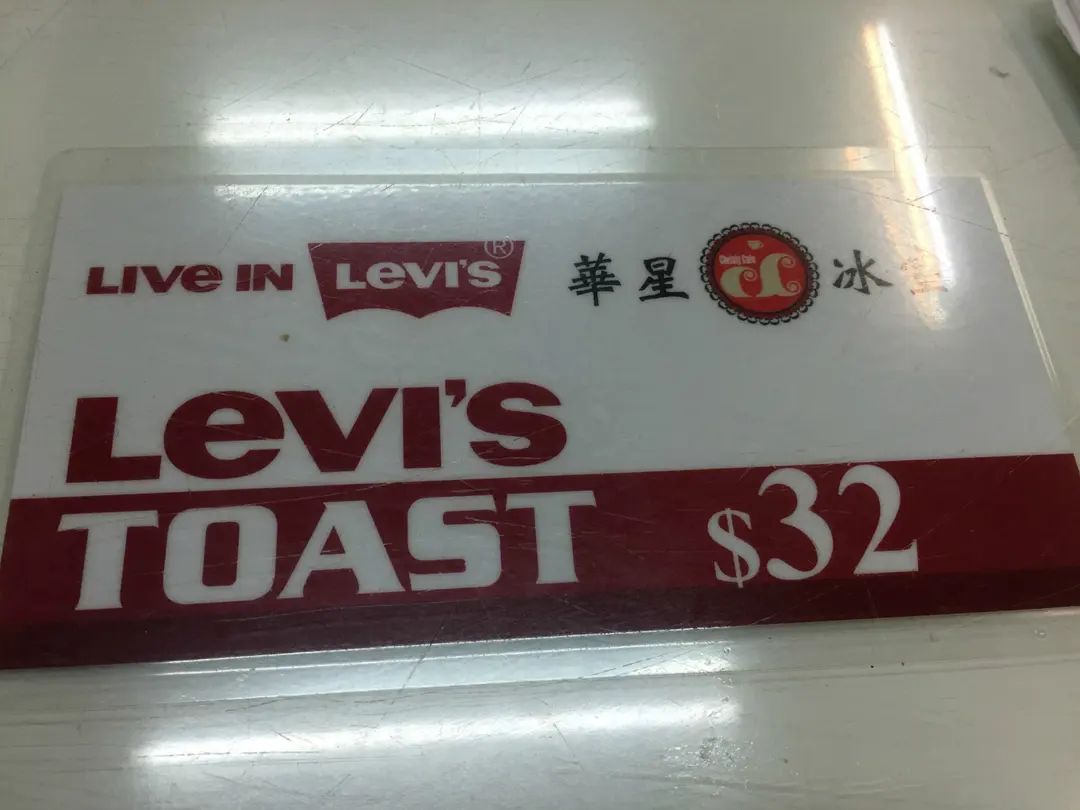 LIVE IN LEVI'S® 華星 冰
LEVI'S
TOAST $32